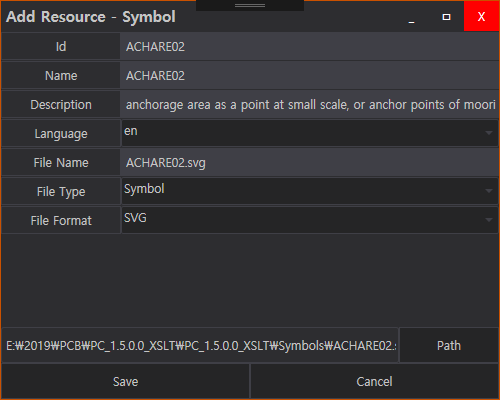 Add Resource - Symbol
Id ACHARE02
Name ACHARE02
Description anchorage area as a point at small scale, or anchor points of moori
Language en
File Name ACHARE02.svg
File Type Symbol
File Format SVG
E:₩2019₩PCB₩PC_1.5.0.0_XSLT₩PC_1.5.0.0_XSLT₩Symbols₩ACHARE02.s Path
Save Cancel